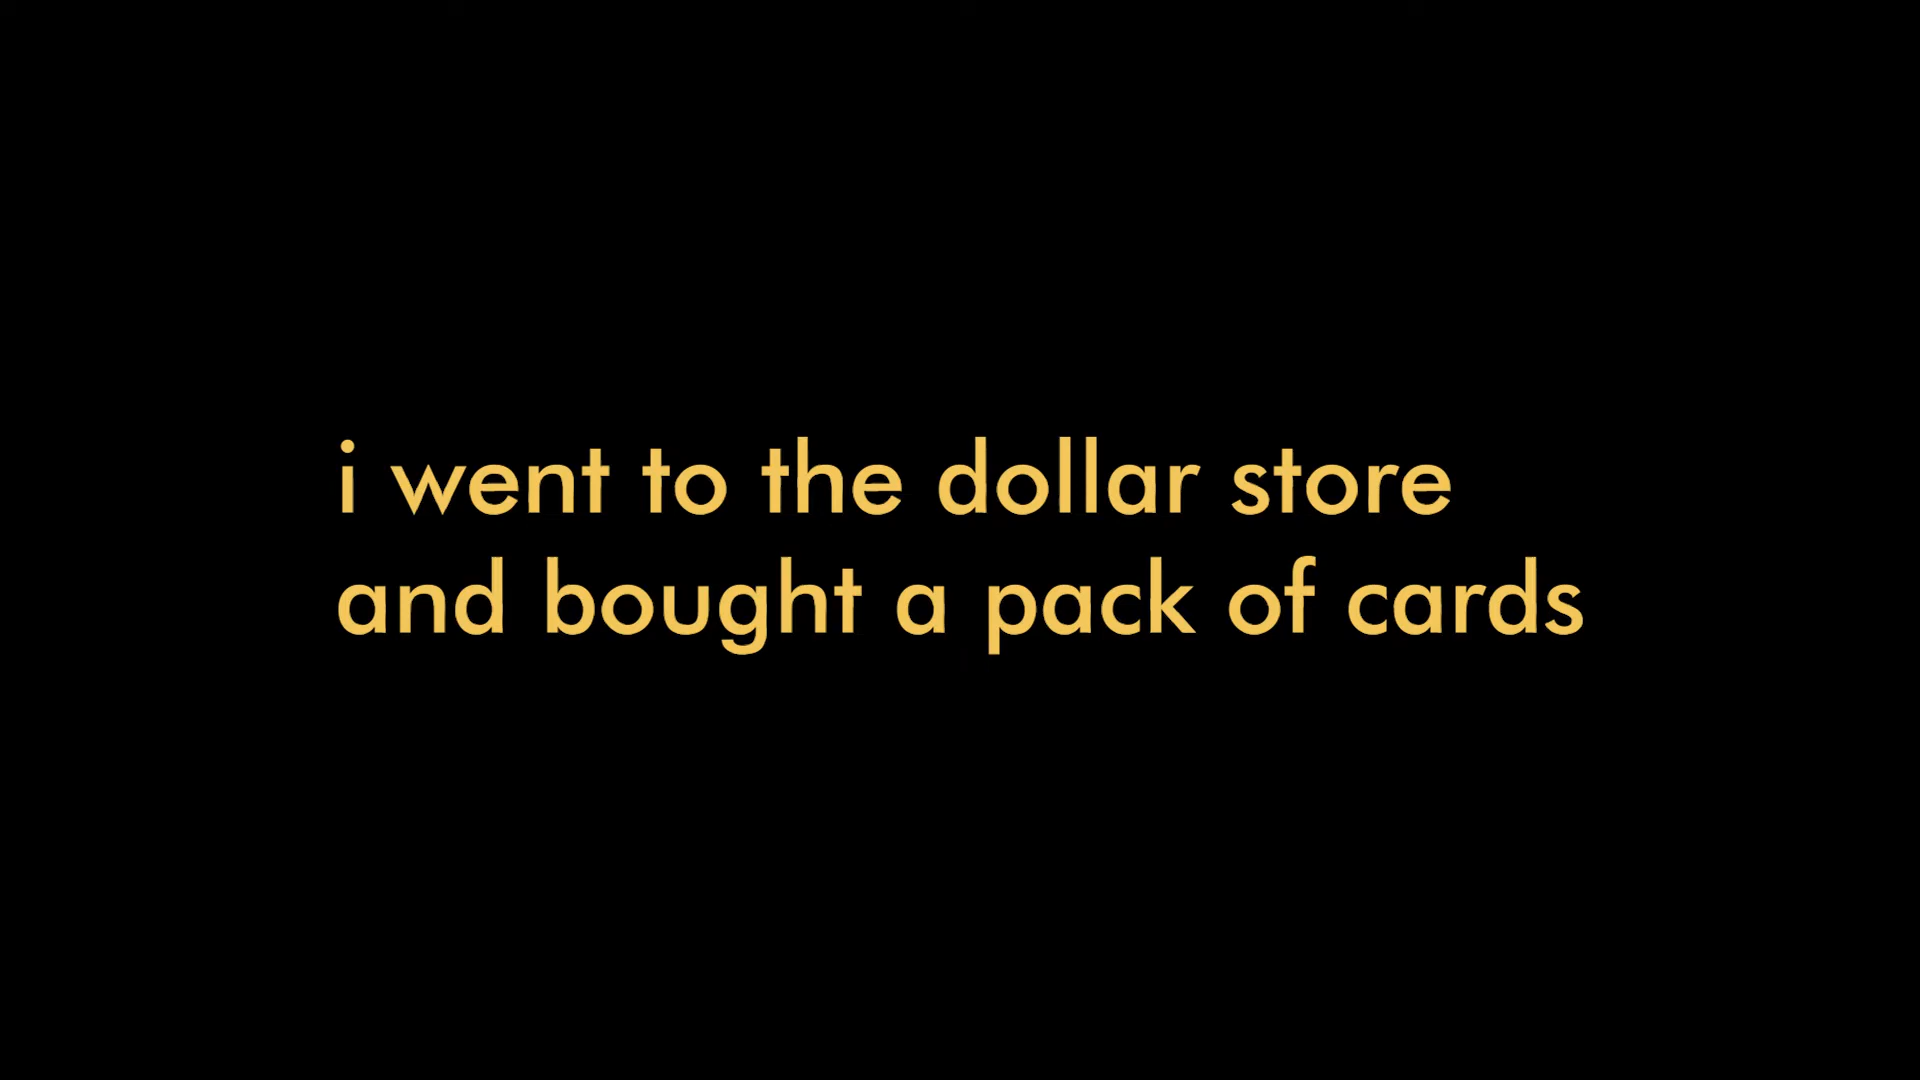 i went to the dollar store
and bought a pack of cards